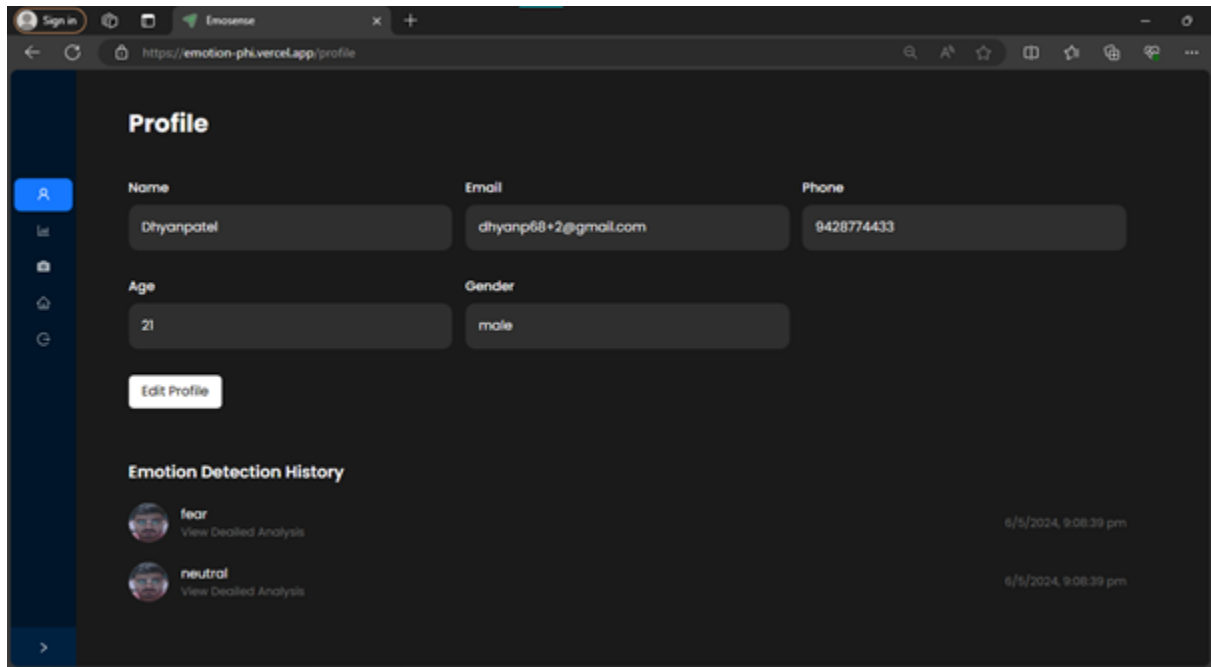 Sign in
Emosense
https://emotion-phi.vercel.app/profile
Profile
Name Email Phone
Dhyanpatel dhyanp68+2@gmail.com 9428774433
Age Gender
21 male
Edit Profile
Emotion Detection History
fear
View Dealled Analysis 6/5/2024, 9:08:39 pm
neutral
View Dealled Analysis 6/5/2024, 9:08:39 pm